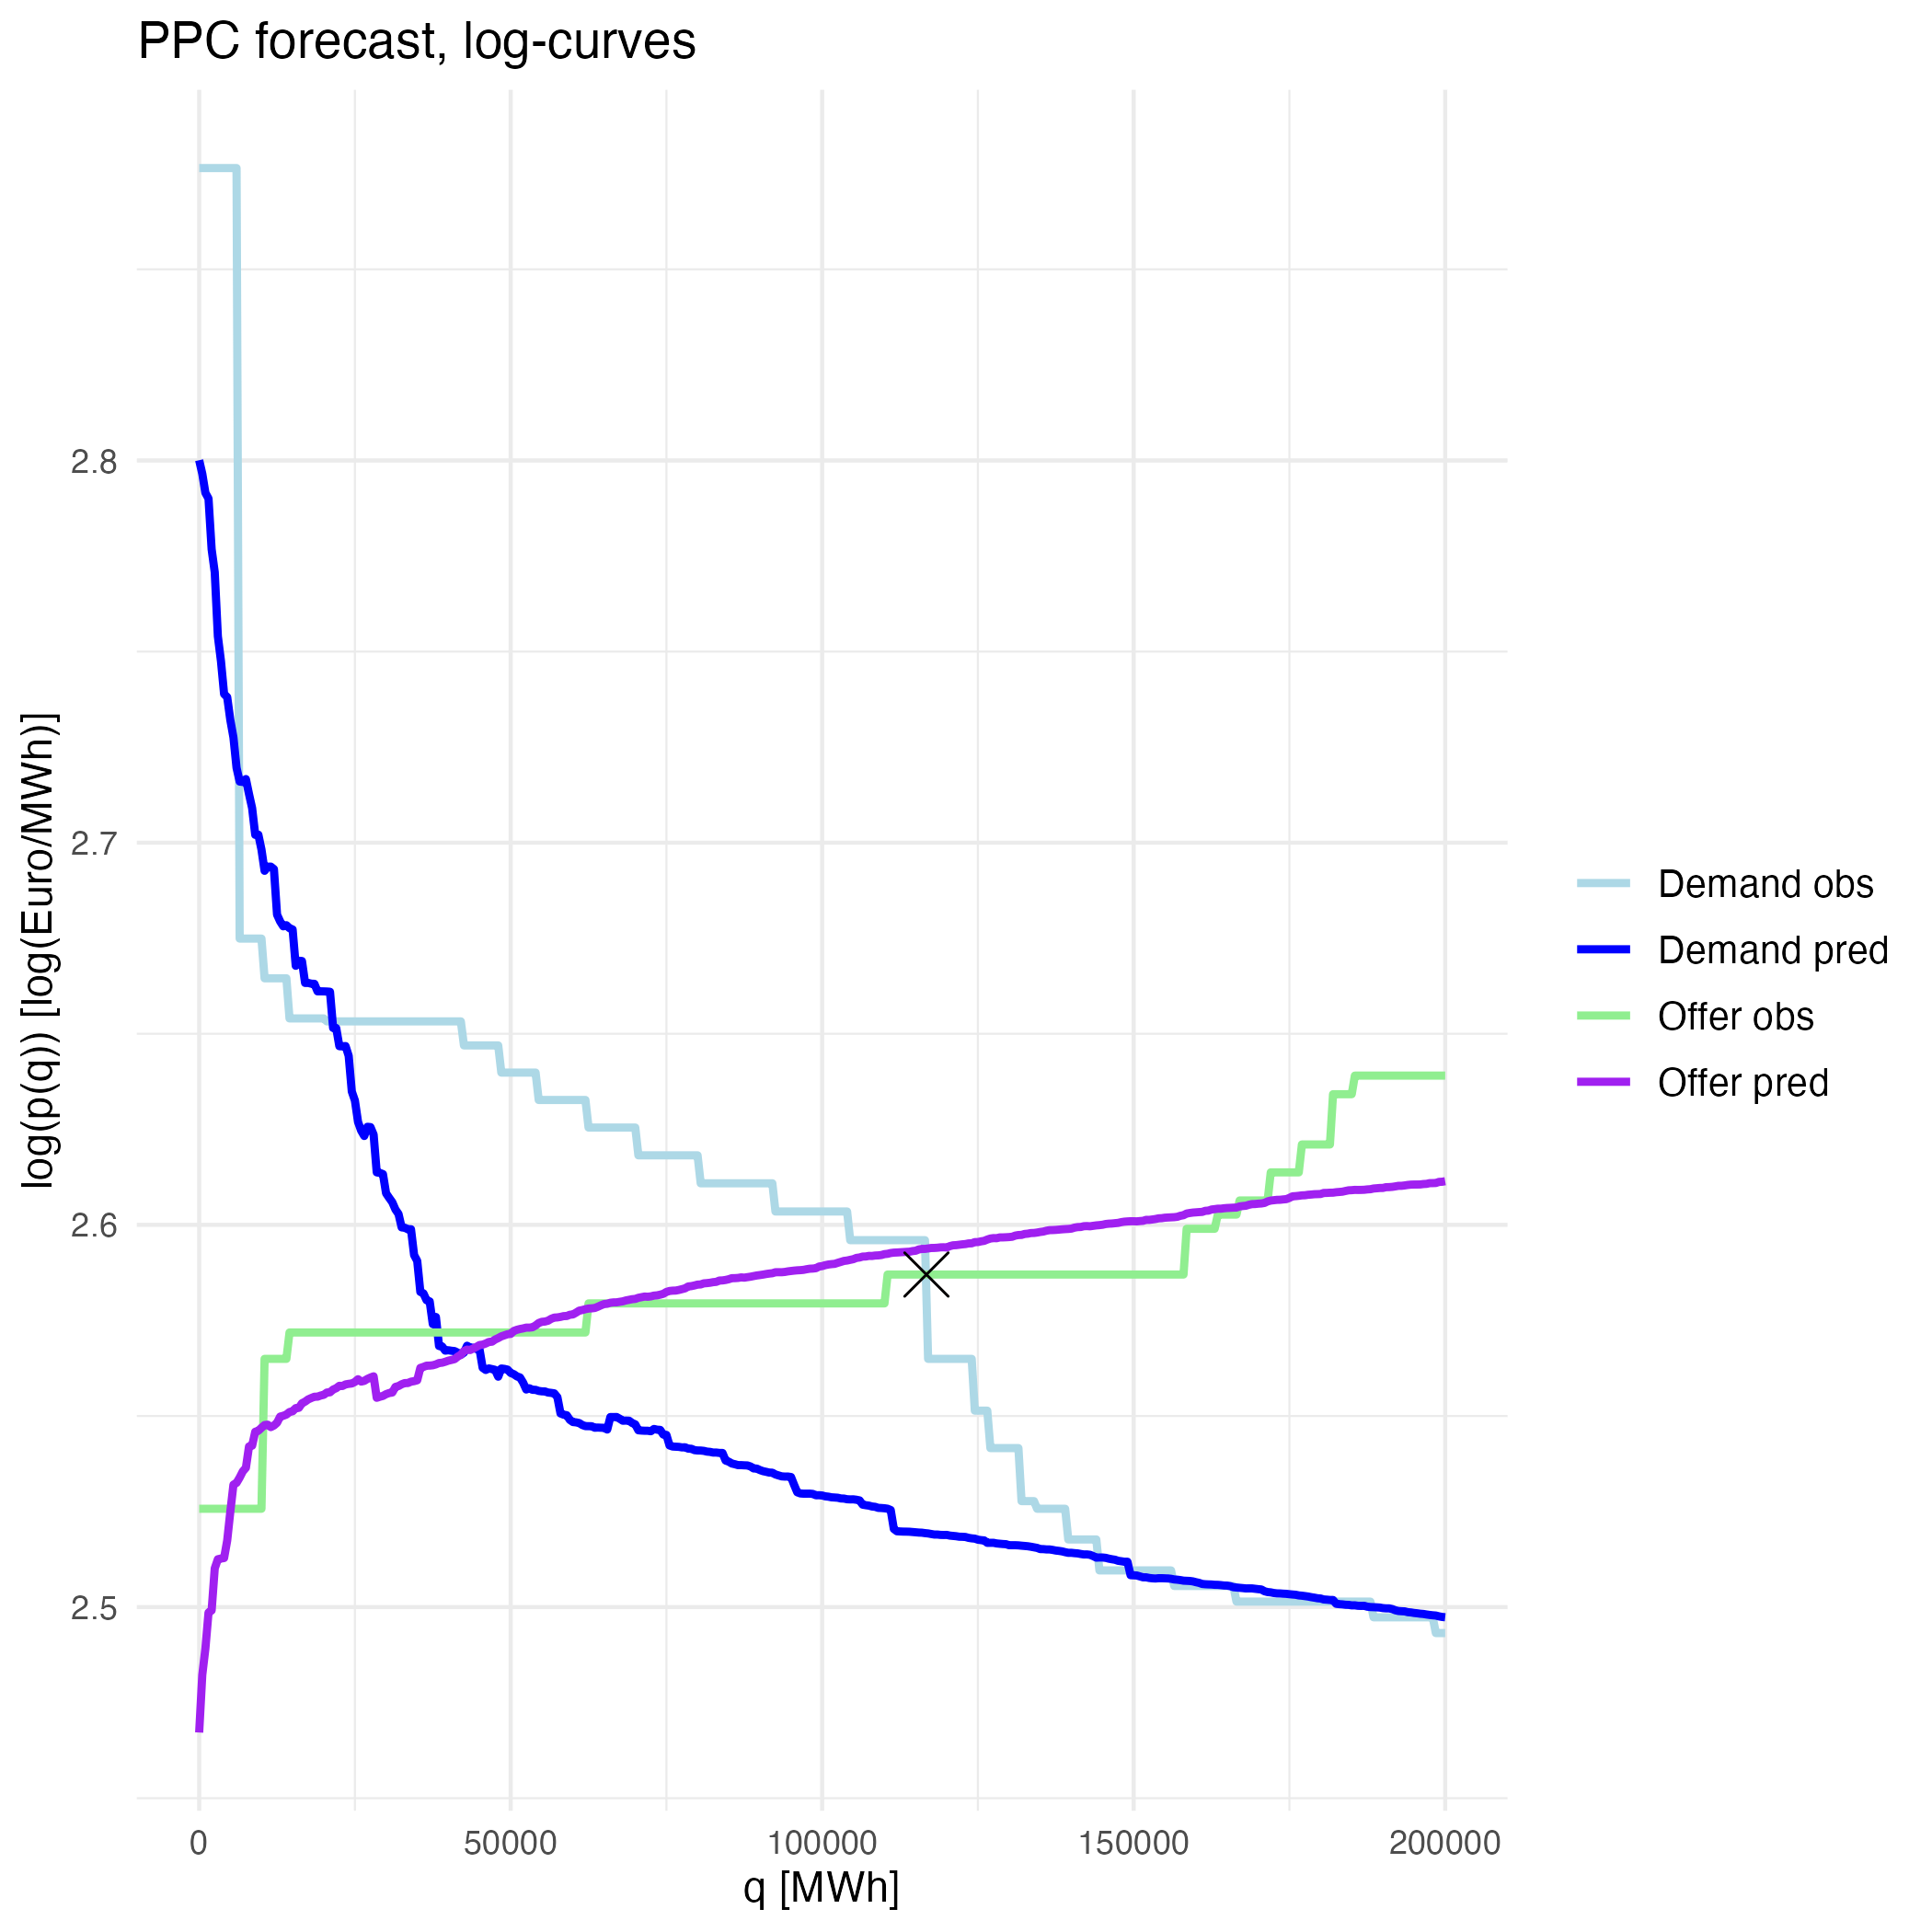 PPC forecast, log-curves
log(p(q)) [log(Euro/MWh)]
2.8
2.7
2.6
2.5
0
50000
100000
150000
200000
q [MWh]
Demand obs
Demand pred
Offer obs
Offer pred